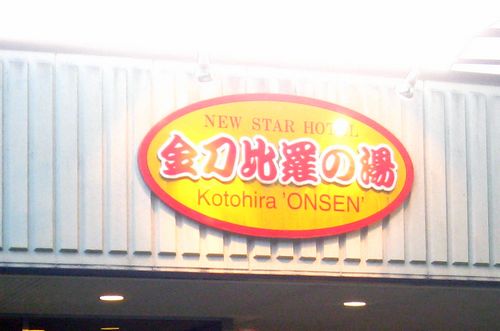 NEW STAR HOTEL
金刀比羅の湯
Kotohira 'ONSEN'